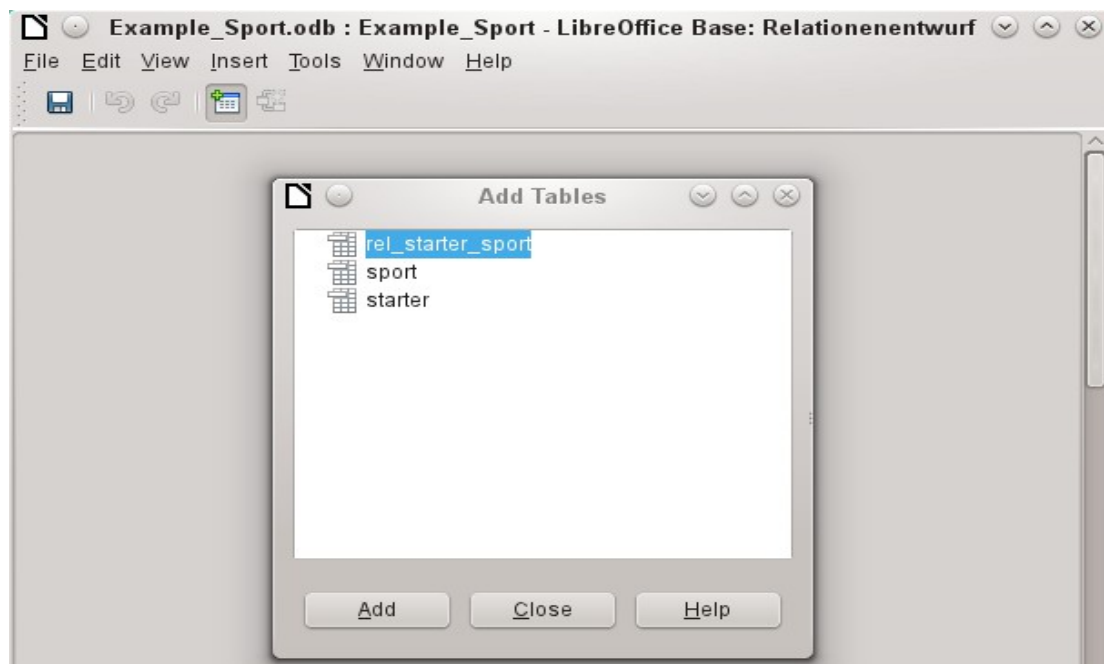 Example_Sport.odb : Example_Sport - LibreOffice Base: Relationenentwurf
File Edit View Insert Tools Window Help
Add Tables
rel_starter_sport
sport
starter
Add Close Help